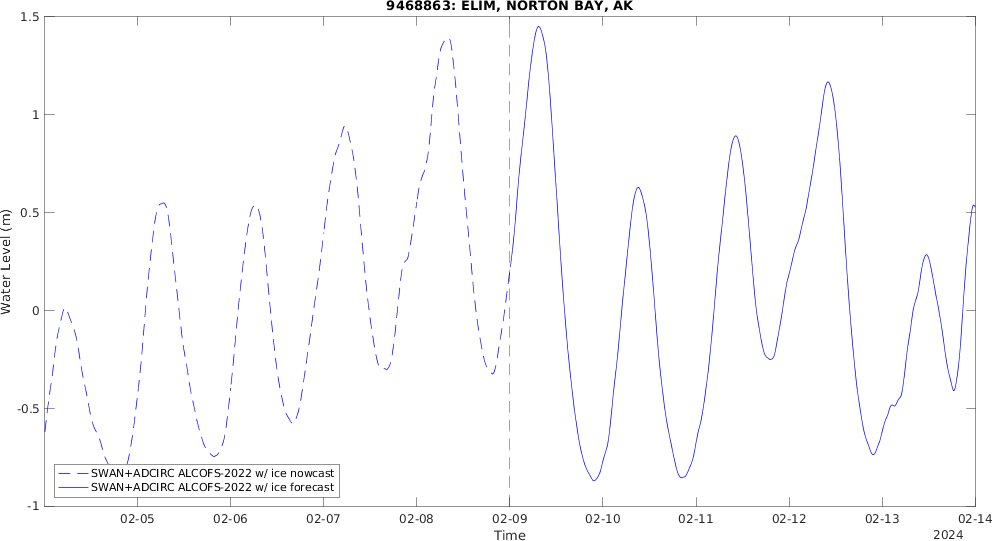 9468863: ELIM, NORTON BAY, AK
Water Level (m)
1.5
1
0.5
0
-0.5
-1
SWAN+ADCIRC ALCOFS-2022 w/ ice nowcast
SWAN+ADCIRC ALCOFS-2022 w/ ice forecast
02-05 02-06 02-07 02-08 02-09 02-10 02-11 02-12 02-13 02-14
Time
2024